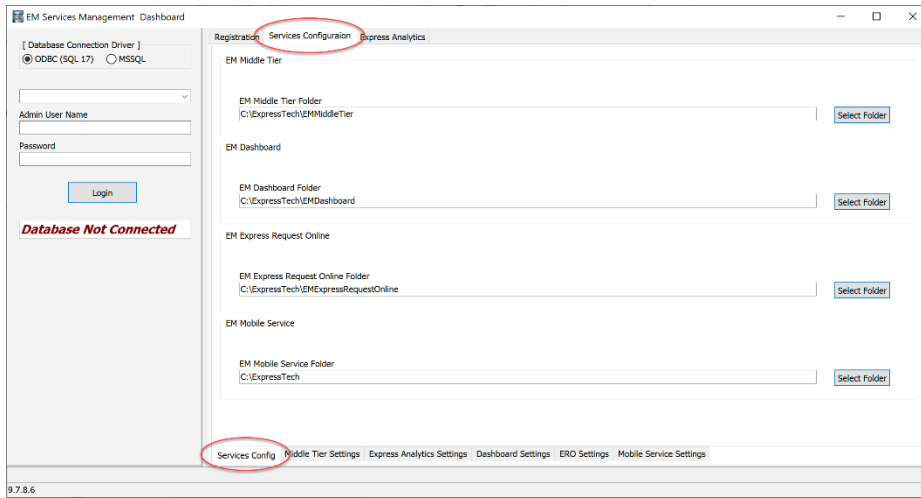 EM Services Management Dashboard
[ Database Connection Driver ]
ODBC (SQL 17) MSSQL
Admin User Name
Password
Login
Database Not Connected
Registration Services Configuraion Express Analytics
EM Middle Tier
EM Middle Tier Folder
C:\ExpressTech\EMMiddleTier Select Folder
EM Dashboard
EM Dashboard Folder
C:\ExpressTech\EMDashboard Select Folder
EM Express Request Online
EM Express Request Online Folder
C:\ExpressTech\EMExpressRequestOnline Select Folder
EM Mobile Service
EM Mobile Service Folder
C:\ExpressTech Select Folder
Services Config Middle Tier Settings Express Analytics Settings Dashboard Settings ERO Settings Mobile Service Settings
9.7.8.6